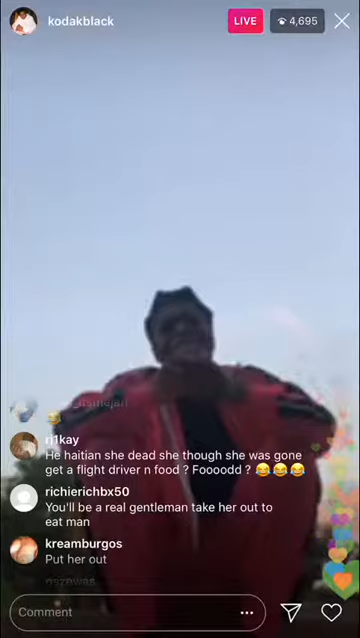 kodakblack
LIVE
4,695
rj1kay
He haitian she dead she though she was gone
get a flight driver n food ? Foooodd ? 😂😂😂
richierichbx50
You'll be a real gentleman take her out to
eat man
kreamburgos
Put her out
Comment